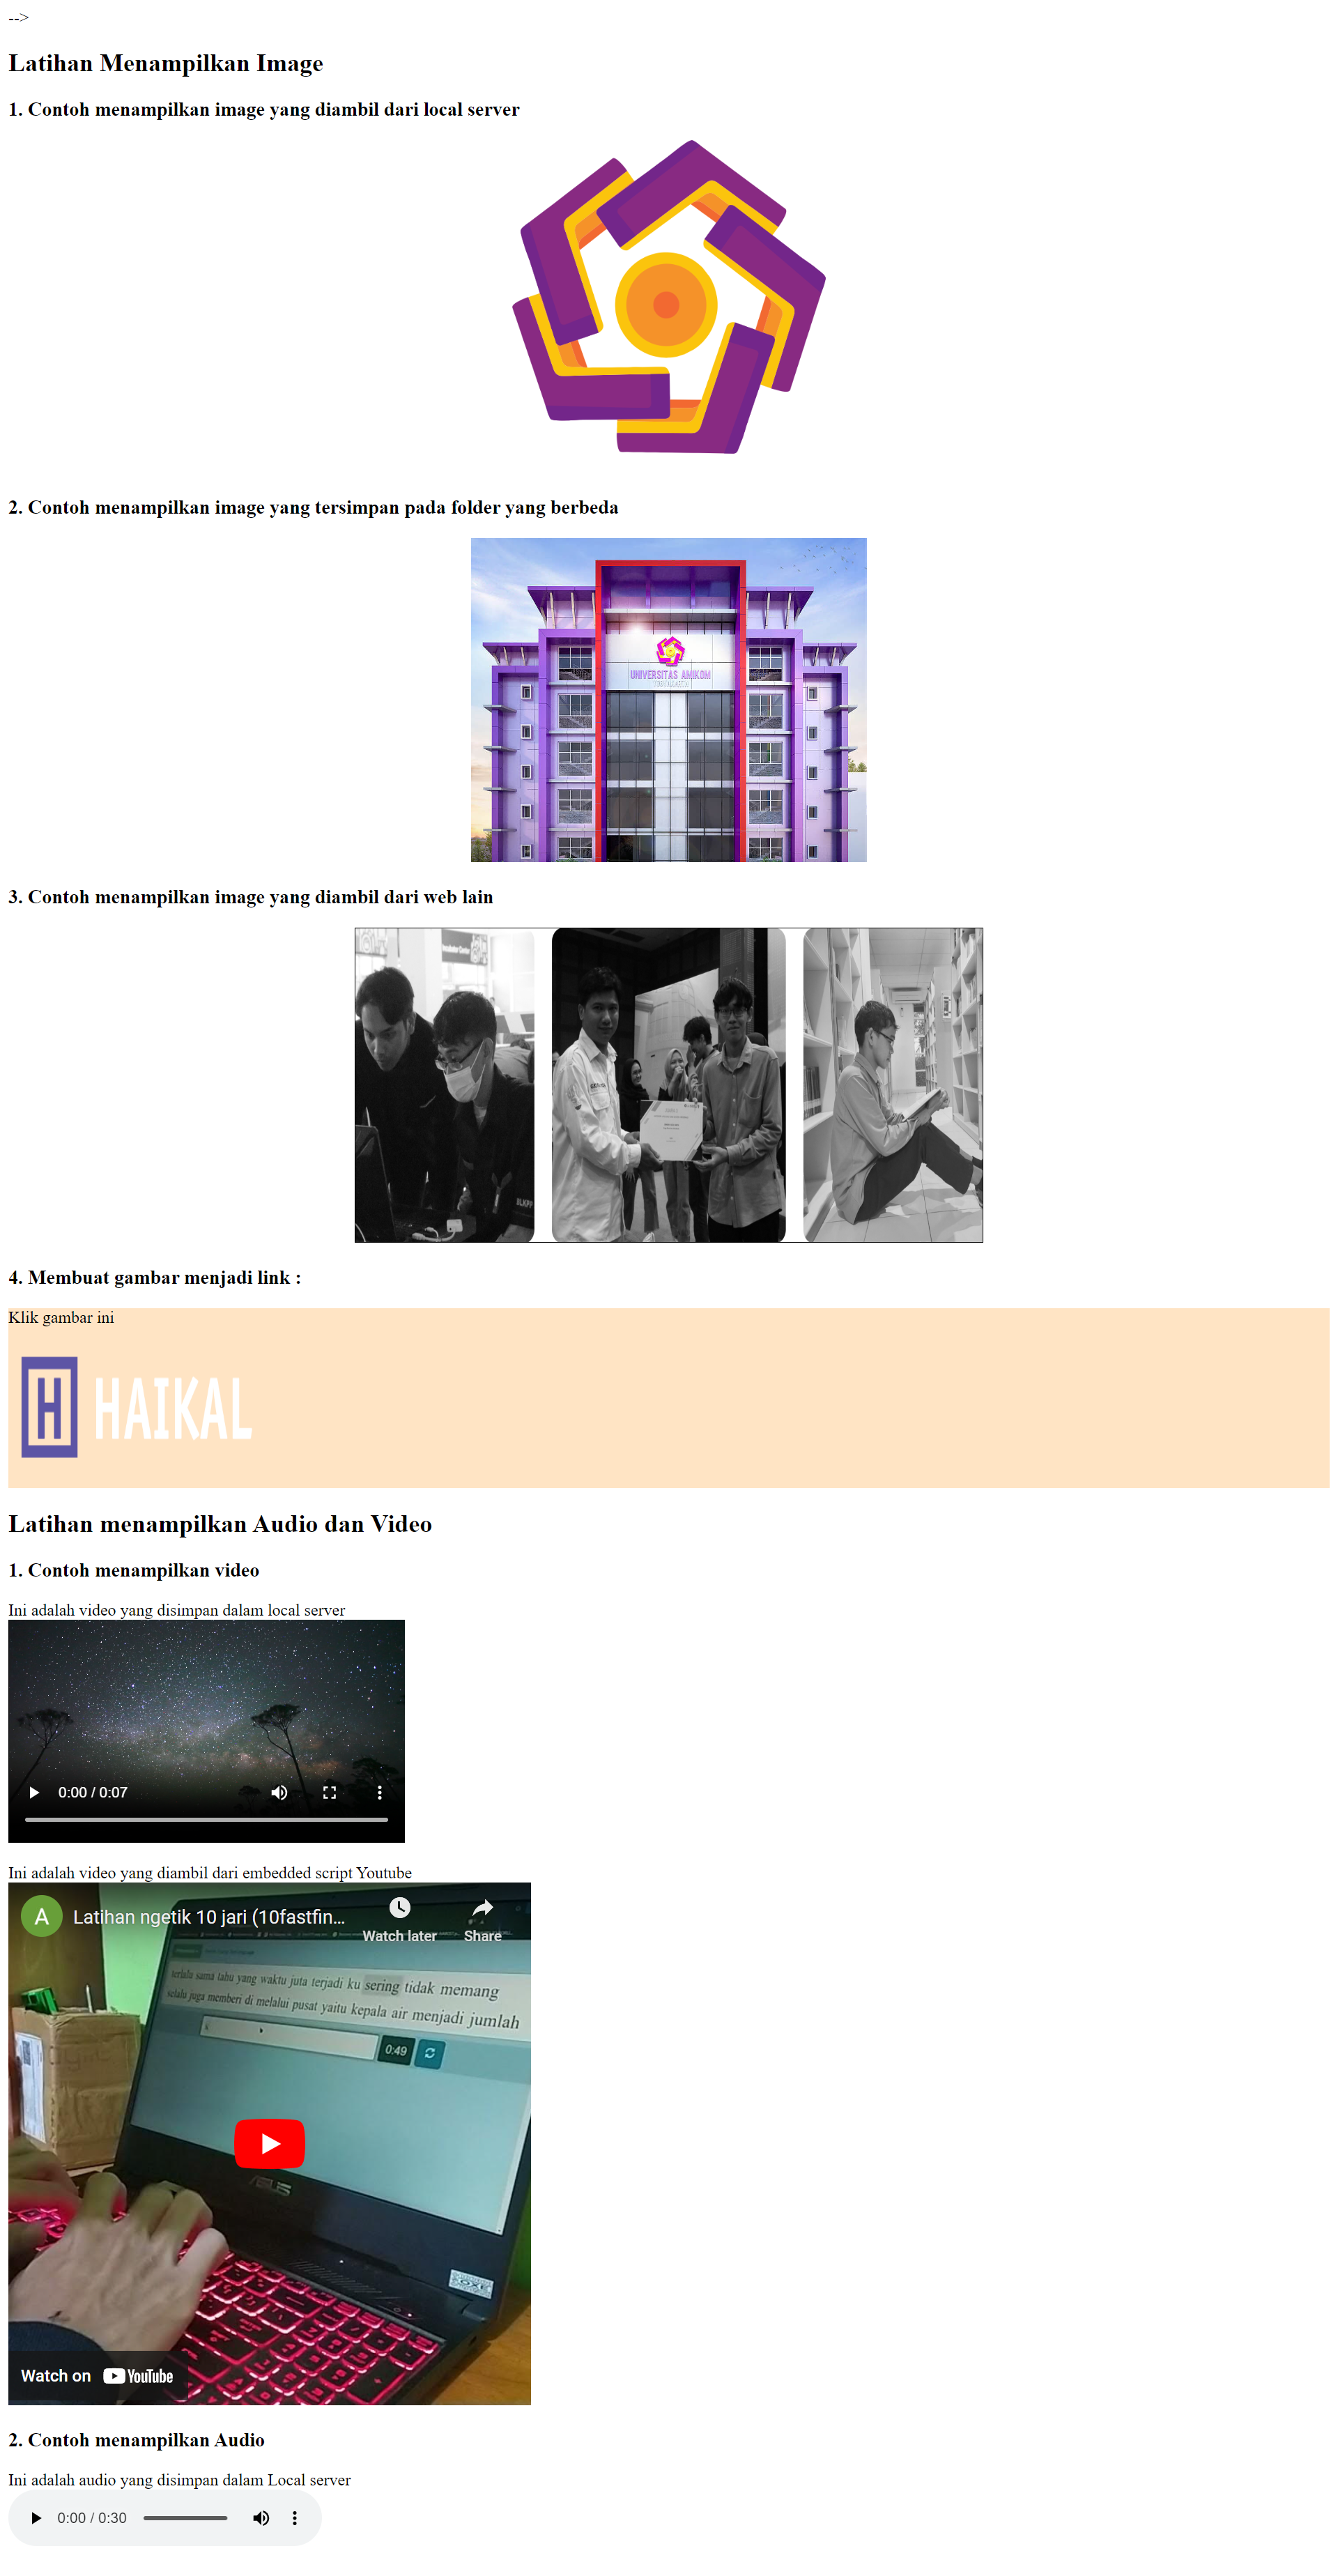 -->
Latihan Menampilkan Image
1. Contoh menampilkan image yang diambil dari local server
2. Contoh menampilkan image yang tersimpan pada folder yang berbeda
UNIVERSITAS AMIKOM
YOGYAKARTA
3. Contoh menampilkan image yang diambil dari web lain
4. Membuat gambar menjadi link :
Klik gambar ini
H HAIKAL
Latihan menampilkan Audio dan Video
1. Contoh menampilkan video
Ini adalah video yang disimpan dalam local server
0:00 / 0:07
Ini adalah video yang diambil dari embedded script Youtube
A Latihan ngetik 10 jari (10fastfin...
Watch later Share
terlalu sama tahu yang waktu juta terjadi ku sering tidak memang
selalu juga memberi di melalui pusat yaitu kepala air menjadi jumlah
0:49
ASUS
Watch on YouTube
2. Contoh menampilkan Audio
Ini adalah audio yang disimpan dalam Local server
0:00 / 0:30